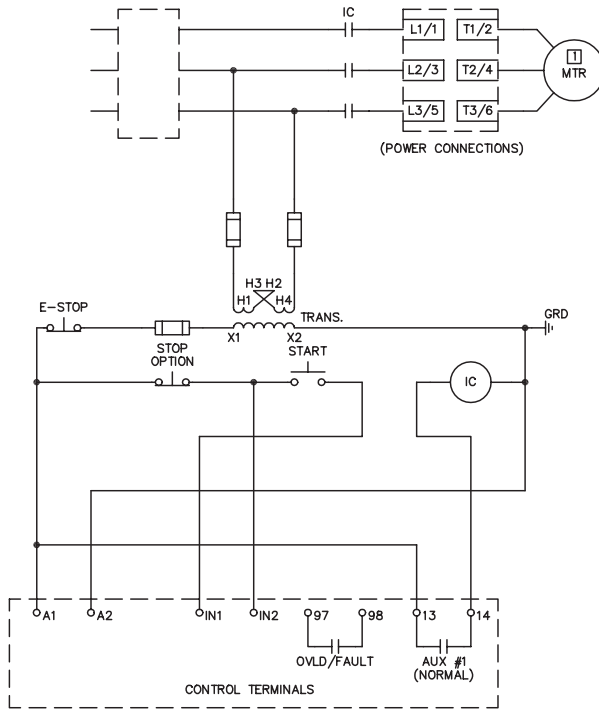 IC
L1/1 T1/2
1
MTR
L2/3 T2/4
L3/5 T3/6
(POWER CONNECTIONS)
H3 H2
H1 H4
E-STOP
TRANS.
GRD
X1 X2
STOP
OPTION
START
IC
A1 A2 IN1 IN2 97 98 13 14
OVLD/FAULT
AUX #1
(NORMAL)
CONTROL TERMINALS